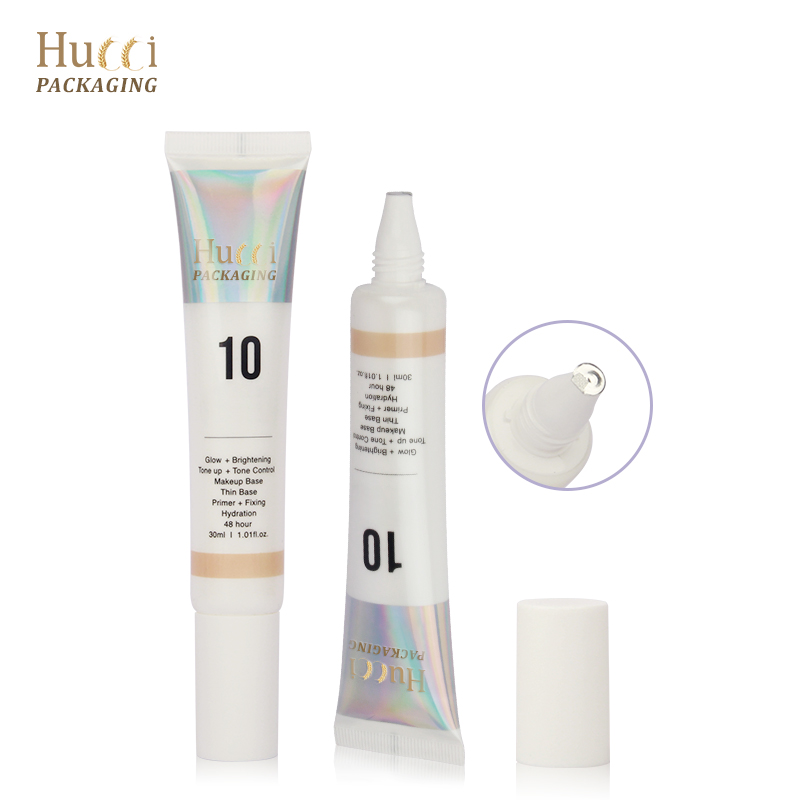 Hucci
PACKAGING
Hucci
PACKAGING
10
Glow + Brightening
Tone up + Tone Control
Makeup Base
Thin Base
Primer + Fixing
Hydration
48 hour
30ml I 1.01fl.oz.
Hucci
PACKAGING
10
Glow + Brightening
Tone up + Tone Control
Makeup Base
Thin Base
Primer + Fixing
Hydration
48 hour
30ml I 1.01fl.oz.